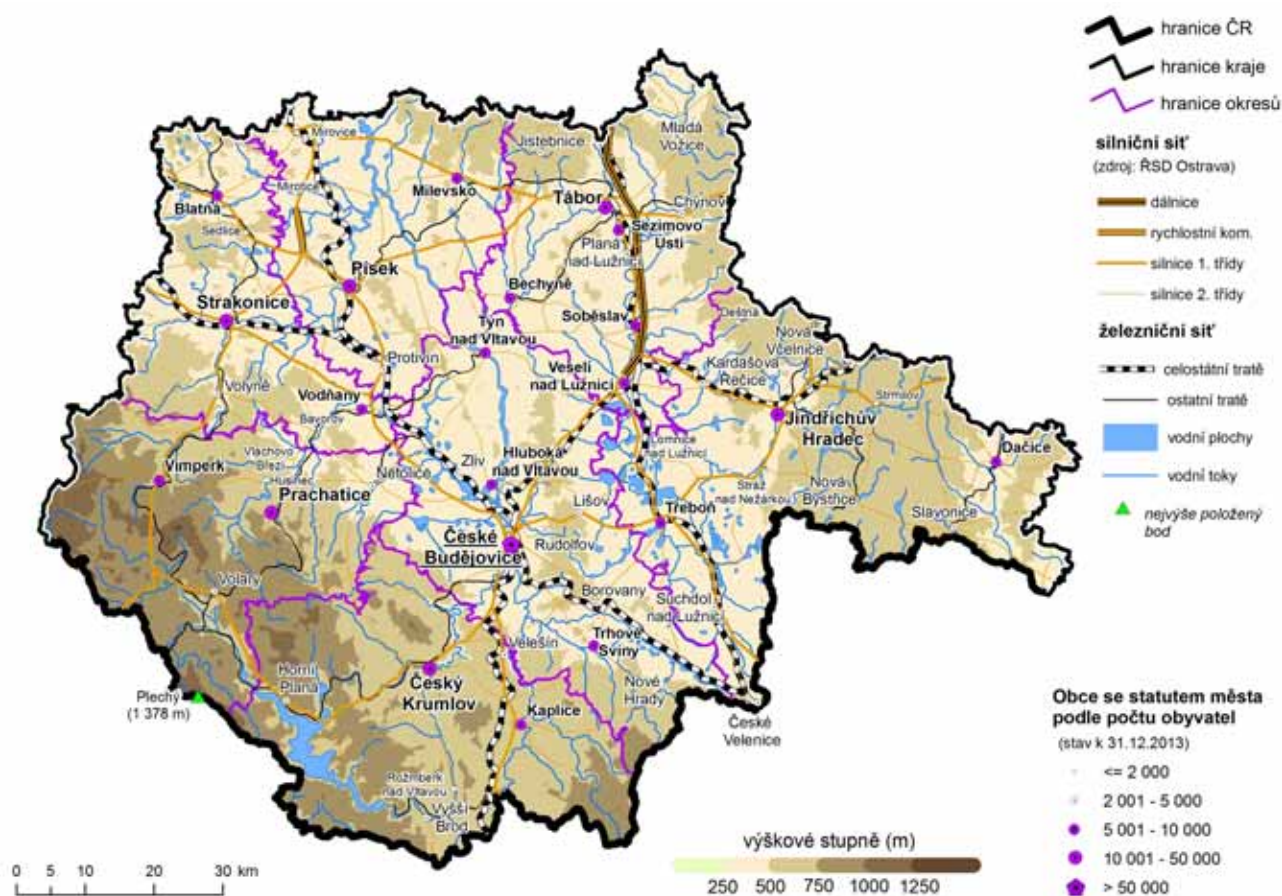 hranice ČR
hranice kraje
hranice okresů
silniční síť
(zdroj: ŘSD Ostrava)
dálnice
rychlostní kom.
silnice 1. třídy
silnice 2. třídy
železniční síť
celostátní tratě
ostatní tratě
vodní plochy
vodní toky
nejvýše položený
bod
Mirovice
Jistebnice
Mladá
Vožice
Mirotice
Milevsko
Blatná
Tábor
Chýnov
Sedlice
Sezimovo
Ústí
Planá
nad Lužnicí
Písek
Bechyně
Strakonice
Deštná
Soběslav
Nová
Včelnice
Týn
nad Vltavou
Protivín
Kardašova
Řečice
Volyně
Veselí
nad Lužnicí
Vodňany
Strmilov
Bavorov
Jindřichův
Hradec
Lomnice
nad Lužnicí
Dačice
Vlachovo
Březí
Hluboká
nad Vltavou
Zliv
Netolice
Vimperk
Husinec
Straž
nad Nežárkou
Nová
Bystřice
Prachatice
Lišov
Třeboň
Slavonice
České
Budějovice
Rudolfov
Volary
Borovany
Suchdol
nad Lužnicí
Velešín
Trhové
Sviny
Horní
Planá
Plechý
(1 378 m)
Český
Krumlov
Nové
Hrady
Kaplice
České
Velenice
Rožmberk
nad Vltavou
Vyšší
Brod
Obce se statutem města
podle počtu obyvatel
(stav k 31.12.2013)
<= 2 000
2 001 - 5 000
5 001 - 10 000
10 001 - 50 000
> 50 000
výškové stupně (m)
250 500 750 1000 1250
0 10 20 30 km